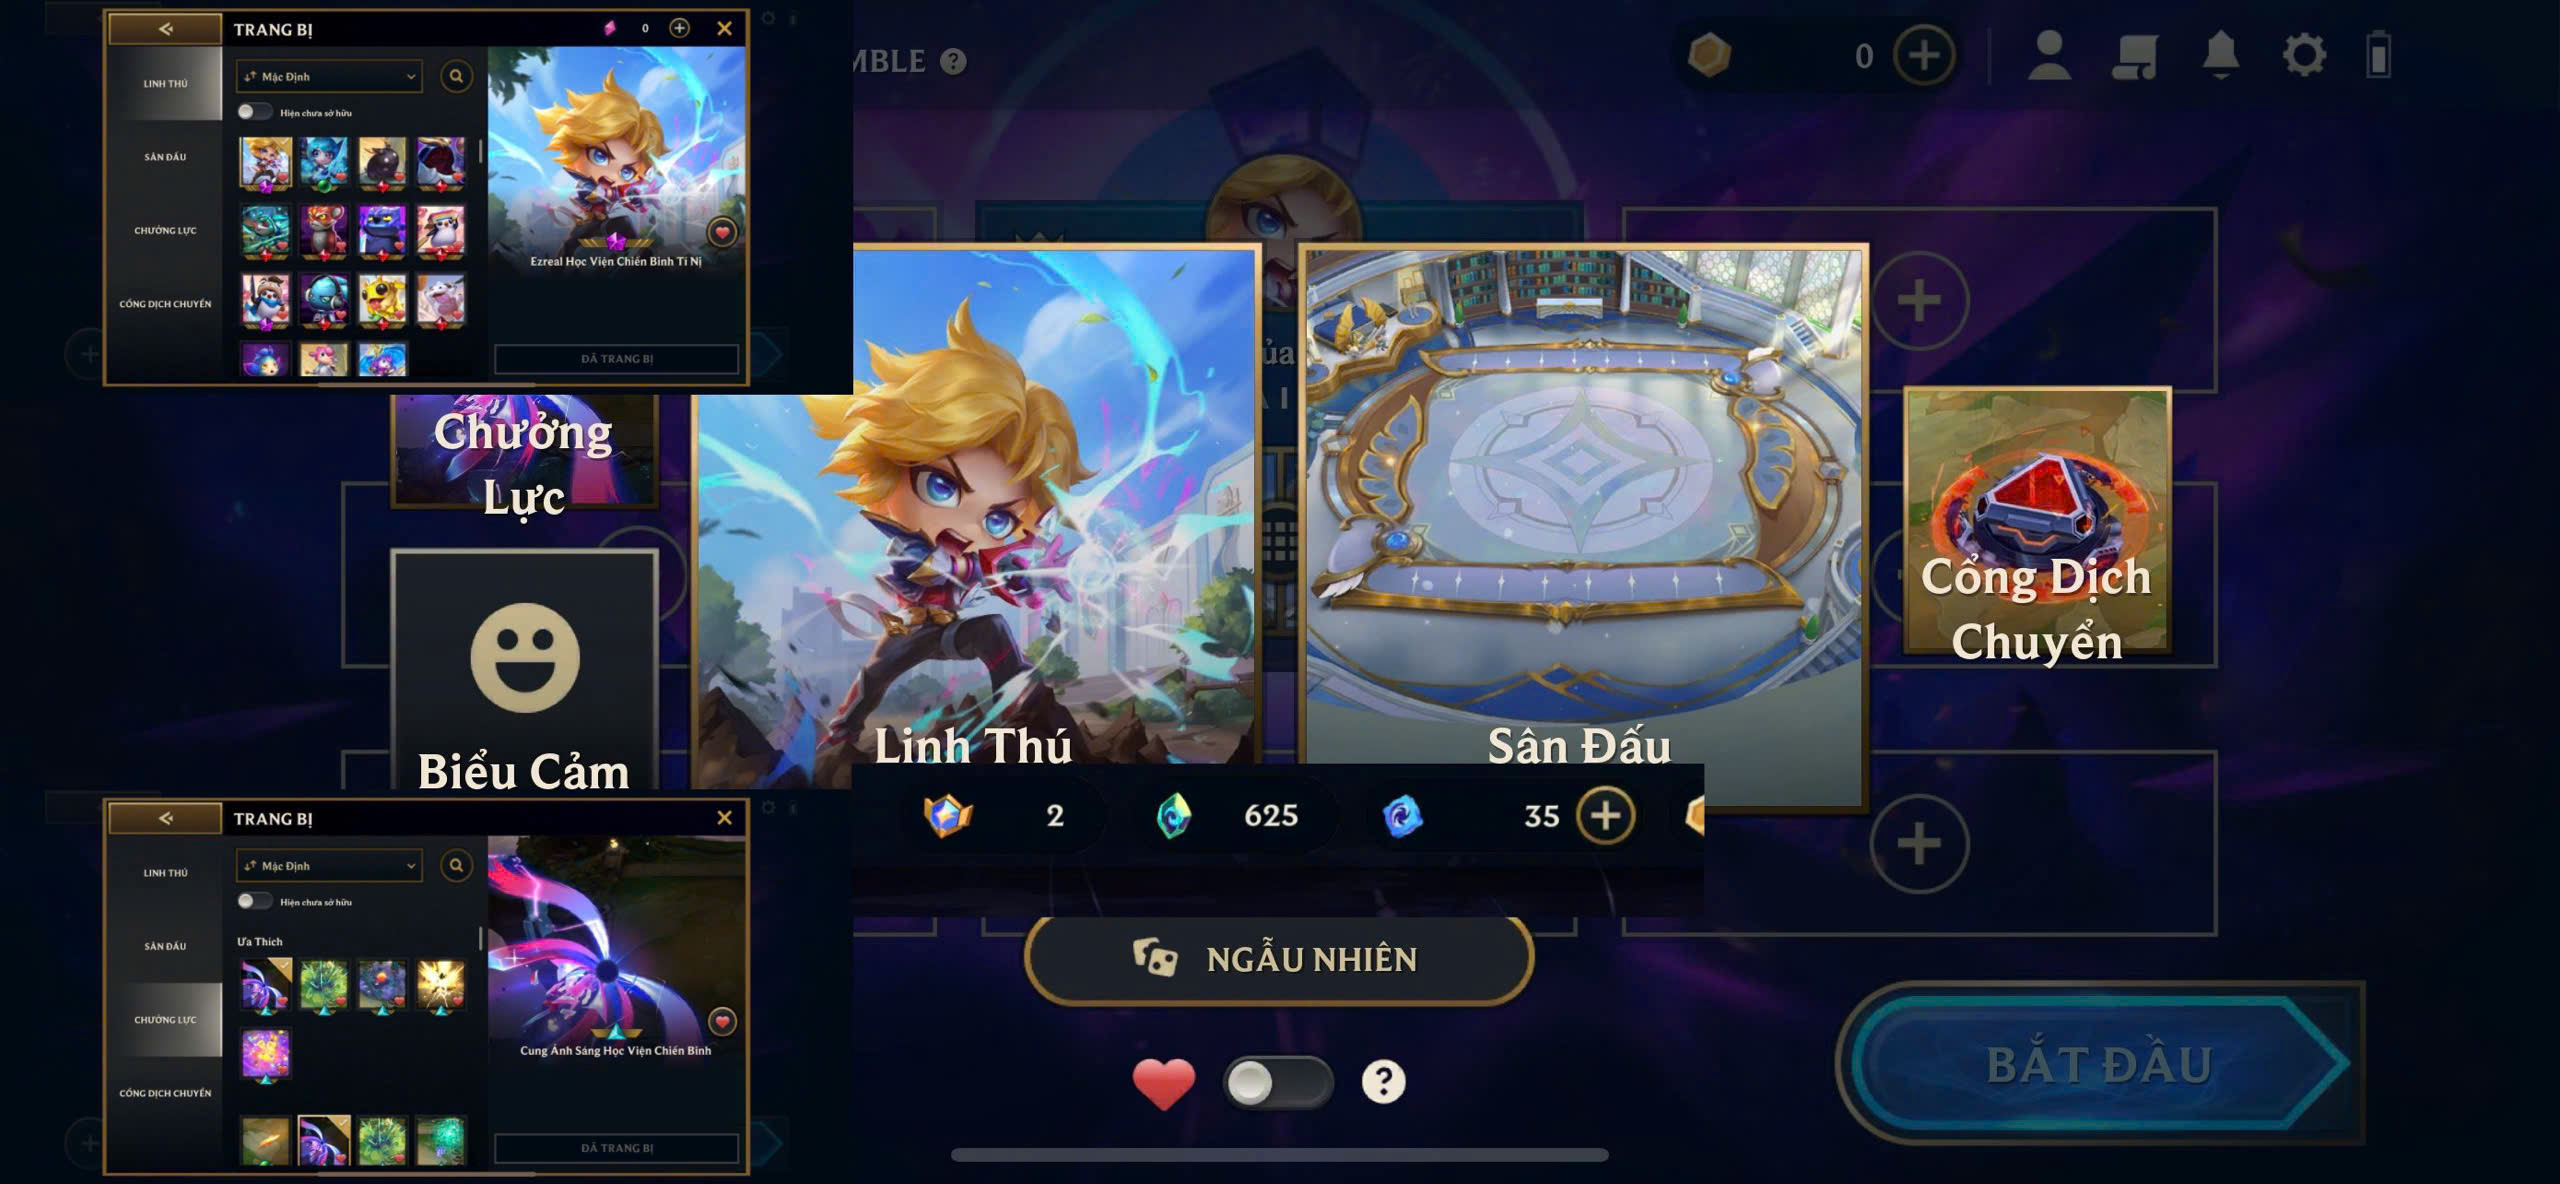 TRANG BỊ
0
LINH THÚ
Mặc Định
Hiện chưa sở hữu
SÂN ĐẤU
CHƯỞNG LỰC
CỔNG DỊCH CHUYỂN
Ezreal Học Viện Chiến Binh Tí Nị
ĐÃ TRANG BỊ
MBLE ?
0
ủa
Chưởng
Lực
Biểu Cảm
Linh Thú
Sân Đấu
Cổng Dịch
Chuyển
2
625
35
TRANG BỊ
LINH THÚ
Mặc Định
Hiện chưa sở hữu
Ưa Thích
SÂN ĐẤU
CHƯỞNG LỰC
CỔNG DỊCH CHUYỂN
Cung Ánh Sáng Học Viện Chiến Binh
ĐÃ TRANG BỊ
NGẪU NHIÊN
?
BẮT ĐẦU